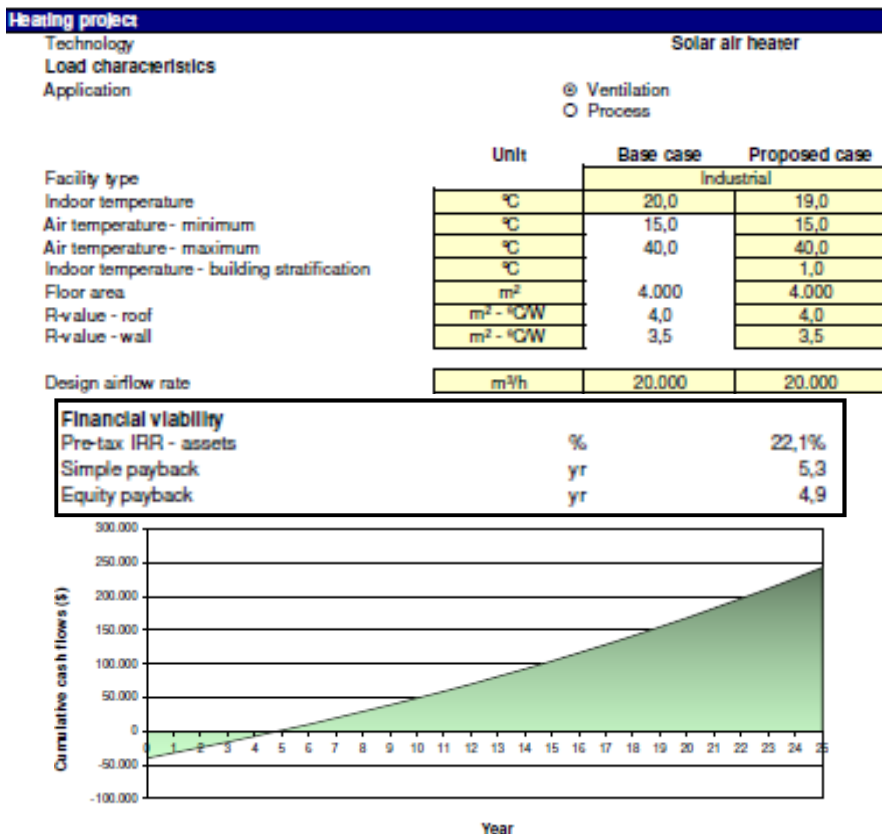 Heating project
Technology Solar air heater
Load characteristics
Application Ventilation
Process
Unit Base case Proposed case
Facility type Industrial
Indoor temperature ºC 20,0 19,0
Air temperature - minimum ºC 15,0 15,0
Air temperature - maximum ºC 40,0 40,0
Indoor temperature - building stratification ºC 1,0
Floor area m² 4.000 4.000
R-value - roof m² - ºC/W 4,0 4,0
R-value - wall m² - ºC/W 3,5 3,5
Design airflow rate m³/h 20.000 20.000
Financial viability
Pre-tax IRR - assets % 22,1%
Simple payback yr 5,3
Equity payback yr 4,9
Cumulative cash flows ($)
300.000
250.000
200.000
150.000
100.000
50.000
0
-50.000
-100.000
0 1 2 3 4 5 6 7 8 9 10 11 12 13 14 15 16 17 18 19 20 21 22 23 24 25
Year